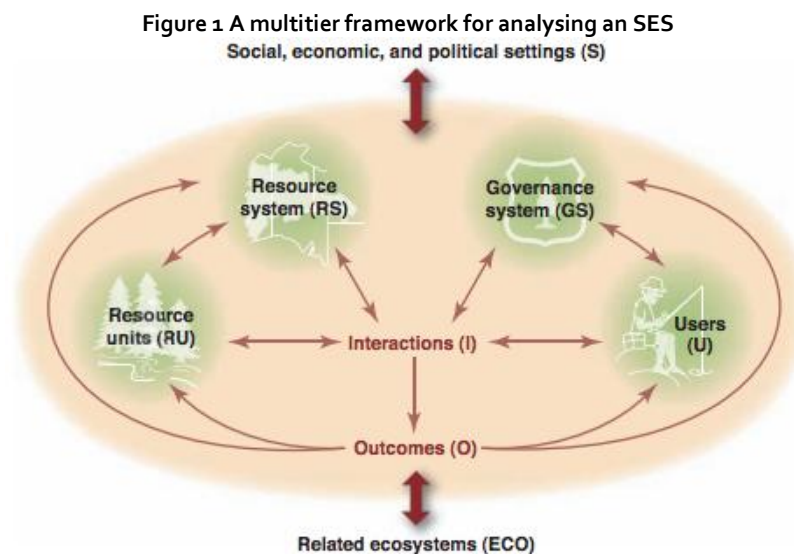 Figure 1 A multitier framework for analysing an SES
Social, economic, and political settings (S)
Resource
system (RS)
Governance
system (GS)
Resource
units (RU)
Interactions (I)
Users
(U)
Outcomes (O)
Related ecosystems (ECO)